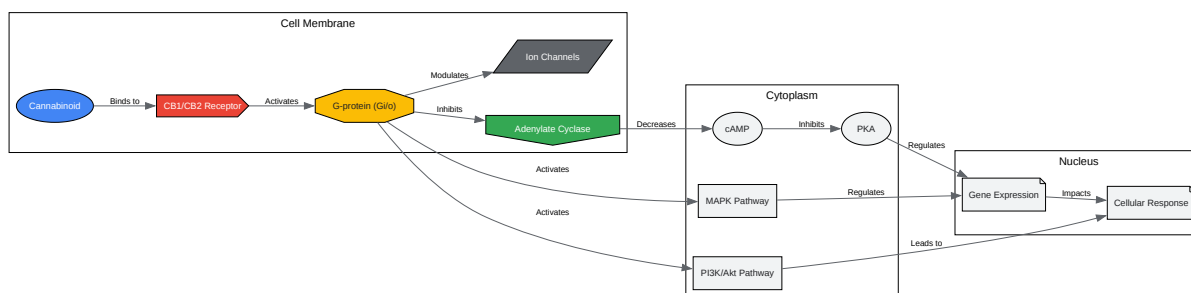 Cell Membrane
Ion Channels
Modulates
Cannabinoid
Binds to
CB1/CB2 Receptor
Activates
G-protein (Gi/o)
Inhibits
Adenylate Cyclase
Decreases
Cytoplasm
cAMP
Inhibits
PKA
Regulates
Nucleus
Activates
MAPK Pathway
Regulates
Gene Expression
Impacts
Cellular Response
Activates
PI3K/Akt Pathway
Leads to